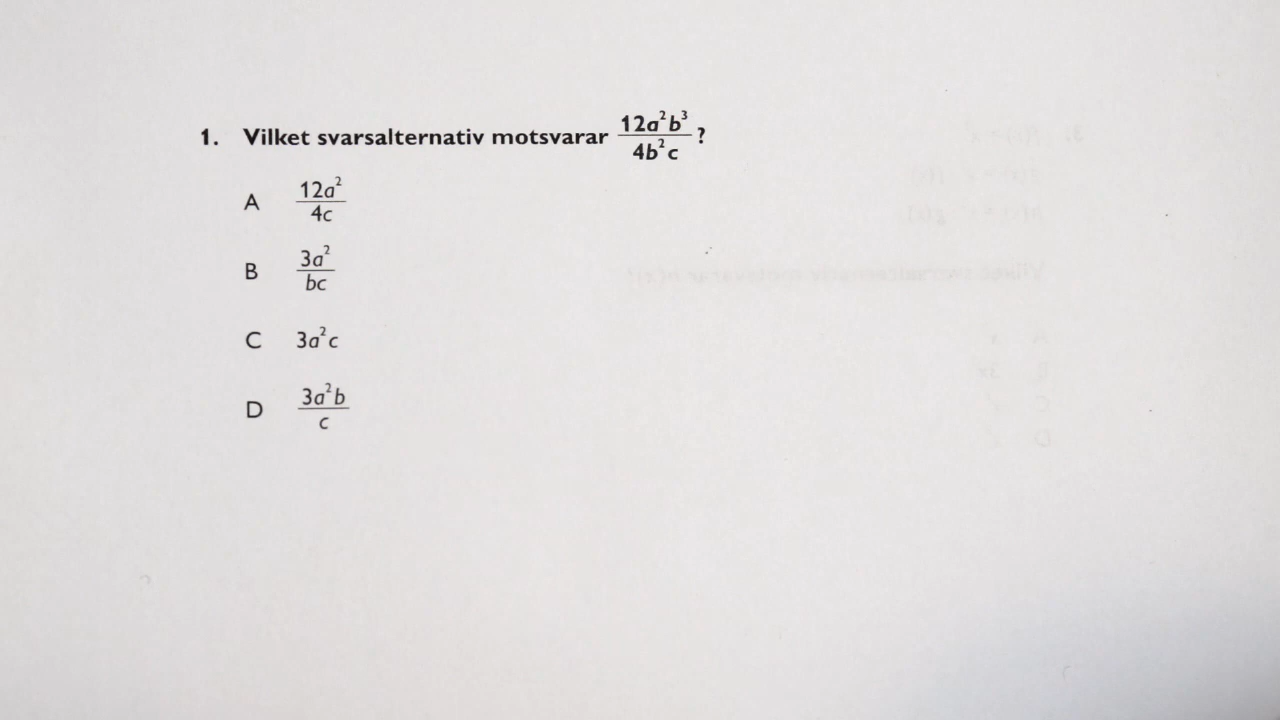 1. Vilket svarsalternativ motsvarar 12a²b³/4b²c ?
A 12a²/4c
B 3a²/bc
C 3a²c
D 3a²b/c